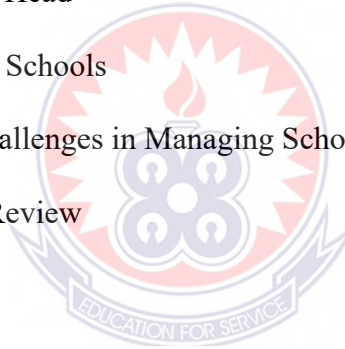 Head
Schools
allenges in Managing Scho
Review
EDUCATION FOR SERVICE